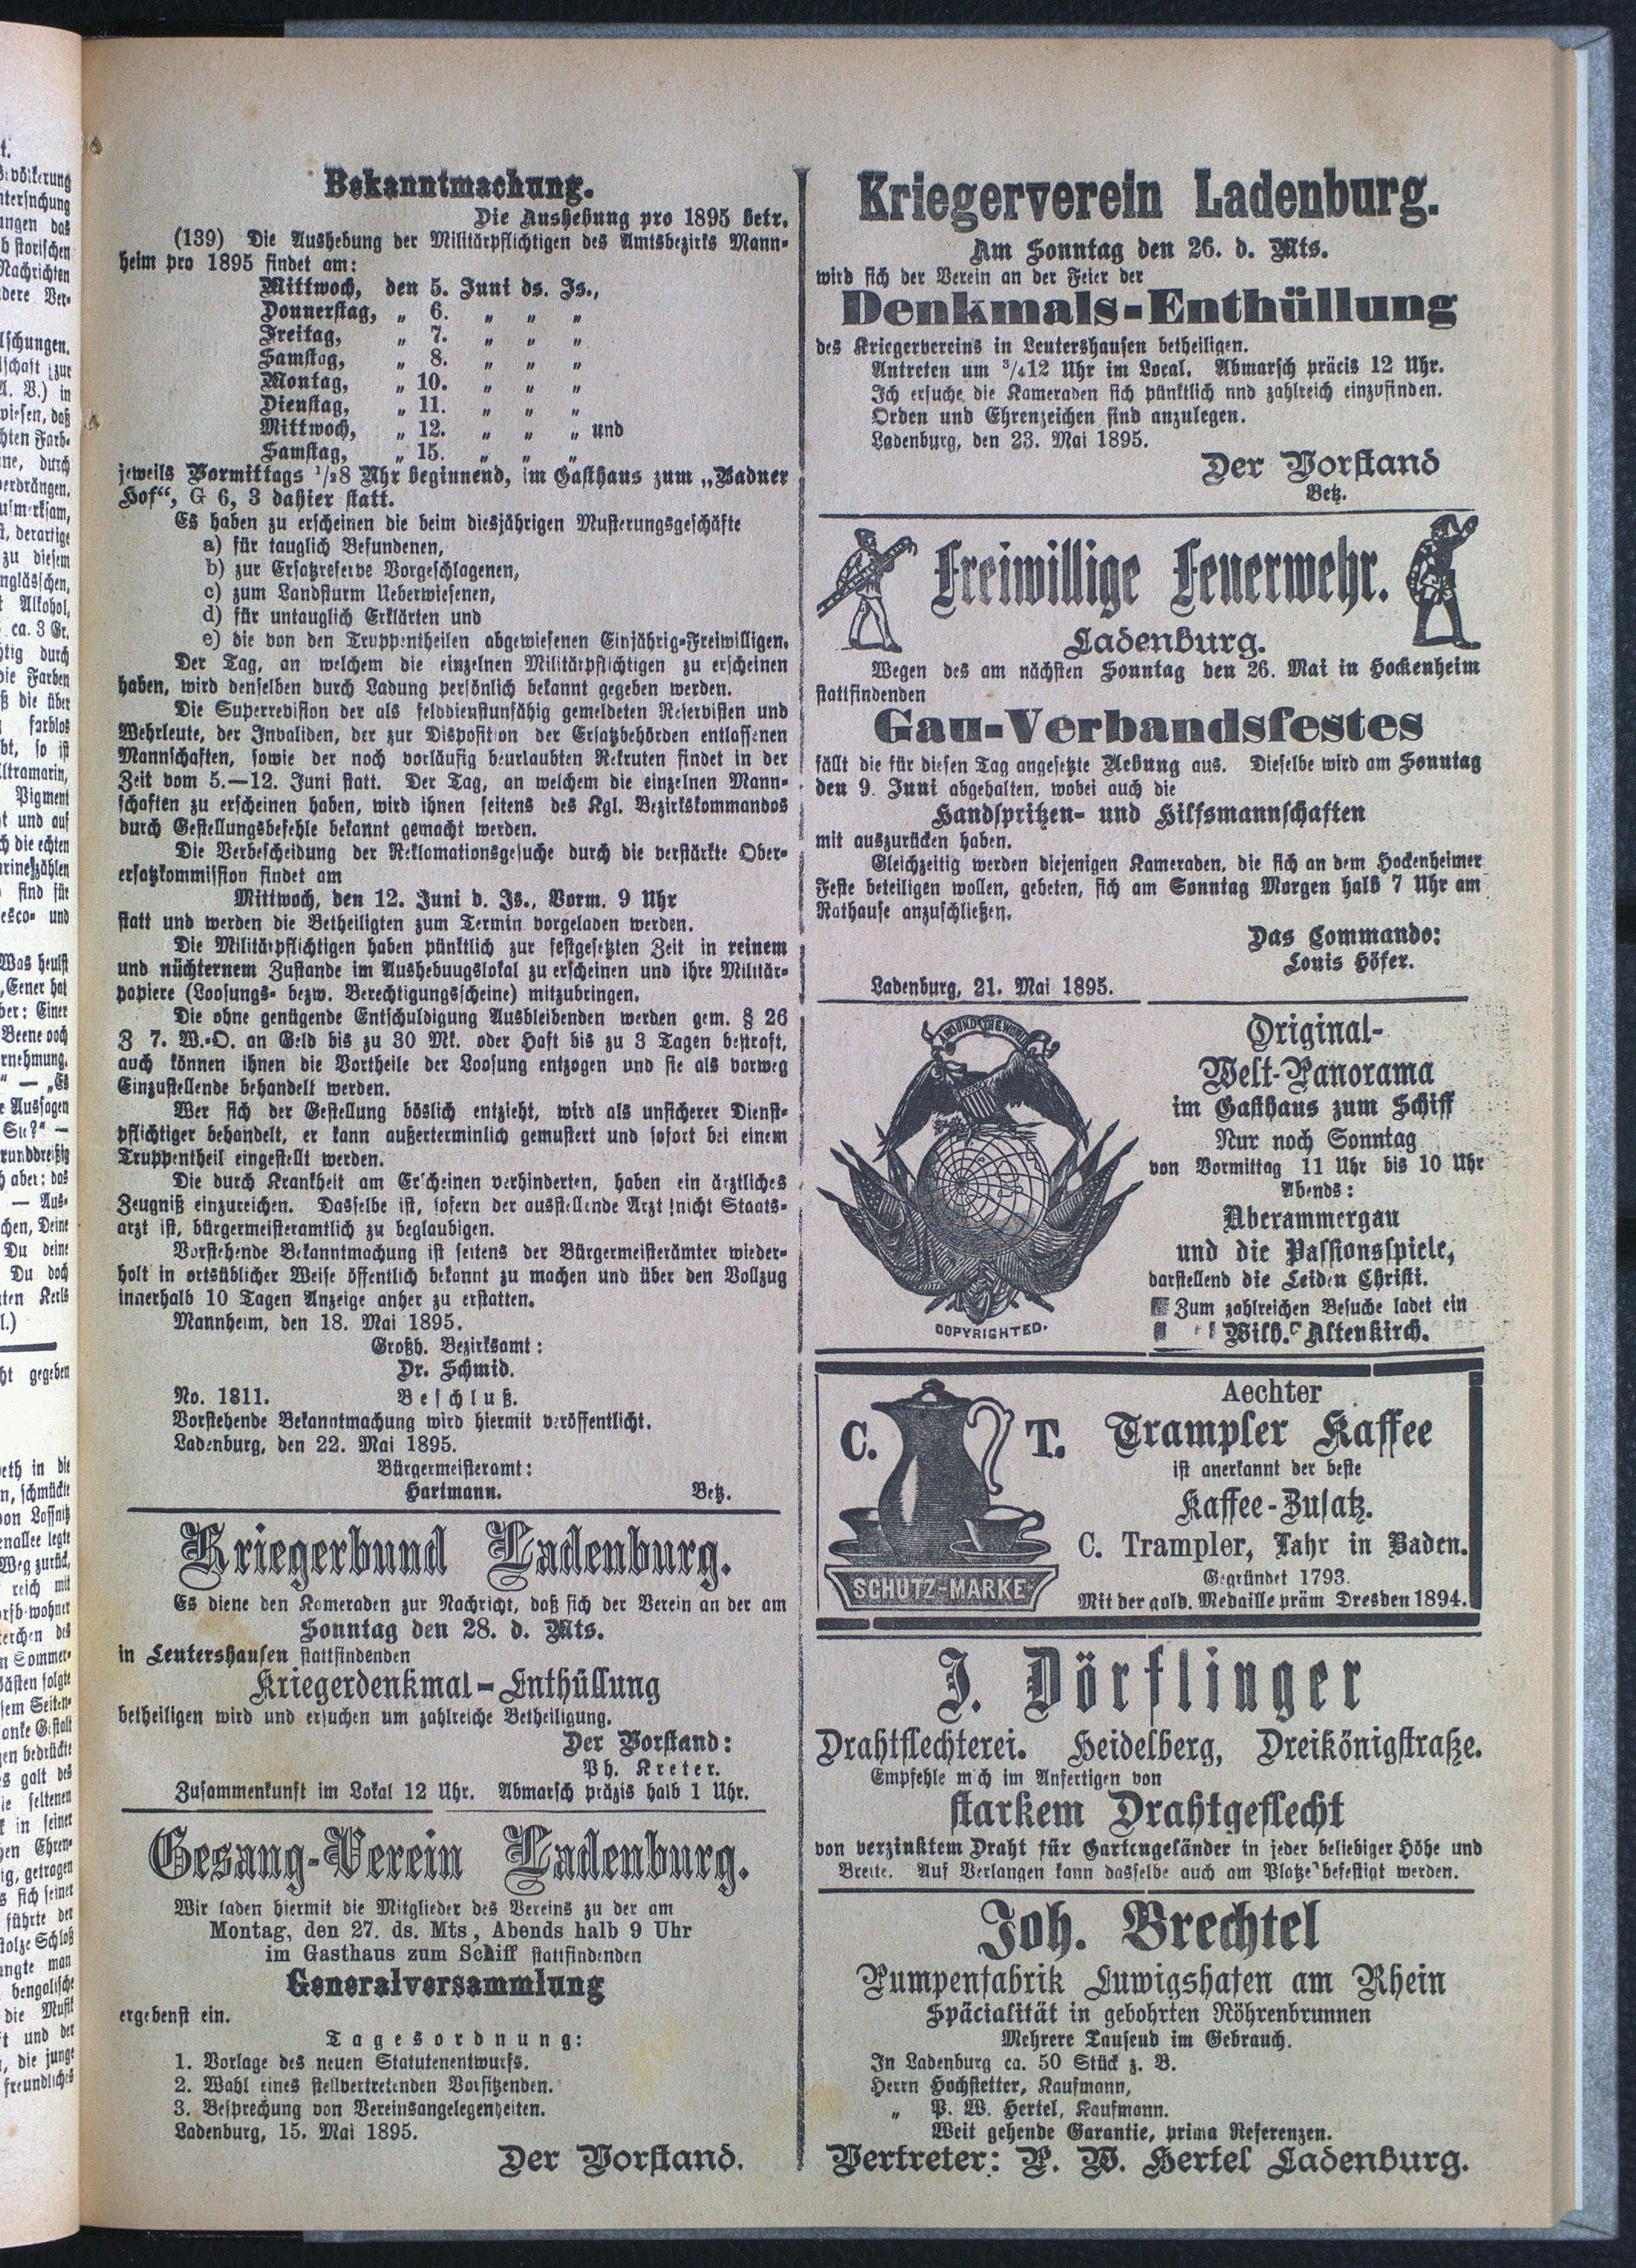 Bekanntmachung.
Die Aushebung pro 1895 betr.
(139) Die Aushebung der Militärpflichtigen des Amtsbezirks Mann-
heim pro 1895 findet am:
Mittwoch, den 5. Juni ds. Js.,
Donnerstag, „ 6. „ „ „
Freitag, „ 7. „ „ „
Samstag, „ 8. „ „ „
Montag, „ 10. „ „ „
Dienstag, „ 11. „ „ „
Mittwoch, „ 12. „ „ „ und
Samstag, „ 15. „ „ „
jeweils Vormittags 1/28 Uhr beginnend, im Gasthaus zum „Badner
Hof“, G 6, 3 dahier statt.
Es haben zu erscheinen die beim diesjährigen Musterungsgeschäfte
a) für tauglich Befundenen,
b) zur Ersatzreserve Vorgeschlagenen,
c) zum Landsturm Ueberwiesenen,
d) für untauglich Erklärten und
e) die von den Truppentheilen abgewiesenen Einjährig-Freiwilligen.
Der Tag, an welchem die einzelnen Militärpflichtigen zu erscheinen
haben, wird denselben durch Ladung persönlich bekannt gegeben werden.
Die Superrevision der als felddienstunfähig gemeldeten Reservisten und
Wehrleute, der Invaliden, der zur Disposition der Ersatzbehörden entlassenen
Mannschaften, sowie der noch vorläufig beurlaubten Rekruten findet in der
Zeit vom 5.—12. Juni statt. Der Tag, an welchem die einzelnen Mann-
schaften zu erscheinen haben, wird ihnen seitens des Kgl. Bezirkskommandos
durch Gestellungsbefehle bekannt gemacht werden.
Die Verbescheidung der Reklamationsgesuche durch die verstärkte Ober-
ersatzkommission findet am
Mittwoch, den 12. Juni d. Js., Vorm. 9 Uhr
statt und werden die Betheiligten zum Termin vorgeladen werden.
Die Militärpflichtigen haben pünktlich zur festgesetzten Zeit in reinem
und nüchternem Zustande im Aushebuugslokal zu erscheinen und ihre Militär-
papiere (Loosungs- bezw. Berechtigungsscheine) mitzubringen.
Die ohne genügende Entschuldigung Ausbleibenden werden gem. § 26
Z 7. W.-O. an Geld bis zu 30 Mk. oder Haft bis zu 3 Tagen bestraft,
auch können ihnen die Vortheile der Loosung entzogen und sie als vorweg
Einzustellende behandelt werden.
Wer sich der Gestellung böslich entzieht, wird als unsicherer Dienst-
pflichtiger behandelt, er kann außerterminlich gemustert und sofort bei einem
Truppentheil eingestellt werden.
Die durch Krankheit am Erscheinen verhinderten, haben ein ärztliches
Zeugniß einzureichen. Dasselbe ist, sofern der ausstellende Arzt nicht Staats-
arzt ist, bürgermeisteramtlich zu beglaubigen.
Vorstehende Bekanntmachung ist seitens der Bürgermeisterämter wieder-
holt in ortsüblicher Weise öffentlich bekannt zu machen und über den Vollzug
innerhalb 10 Tagen Anzeige anher zu erstatten.
Mannheim, den 18. Mai 1895.
Großh. Bezirksamt:
Dr. Schmid.
No. 1811. Beschluß.
Vorstehende Bekanntmachung wird hiermit veröffentlicht.
Ladenburg, den 22. Mai 1895.
Bürgermeisteramt:
Hartmann. Betz.
Kriegerbund Ladenburg.
Es diene den Kameraden zur Nachricht, daß sich der Verein an der am
Sonntag den 28. d. Mts.
in Leutershausen stattfindenden
Kriegerdenkmal-Enthüllung
betheiligen wird und ersuchen um zahlreiche Betheiligung.
Der Vorstand:
Ph. Kreter.
Zusammenkunft im Lokal 12 Uhr. Abmarsch präzis halb 1 Uhr.
Gesang-Verein Ladenburg.
Wir laden hiermit die Mitglieder des Vereins zu der am
Montag, den 27. ds. Mts, Abends halb 9 Uhr
im Gasthaus zum Schiff stattfindenden
Generalversammlung
ergebenst ein.
Tagesordnung:
1. Vorlage des neuen Statutenentwurfs.
2. Wahl eines stellvertretenden Vorsitzenden.
3. Besprechung von Vereinsangelegenheiten.
Ladenburg, 15. Mai 1895.
Der Vorstand.
Kriegerverein Ladenburg.
Am Sonntag den 26. d. Mts.
wird sich der Verein an der Feier der
Denkmals-Enthüllung
des Kriegervereins in Leutershausen betheiligen.
Antreten um 3/412 Uhr im Local. Abmarsch präcis 12 Uhr.
Ich ersuche die Kameraden sich pünktlich nnd zahlreich einzufinden.
Orden und Ehrenzeichen sind anzulegen.
Ladenburg, den 23. Mai 1895.
Der Vorstand
Betz.
Freiwillige Feuerwehr.
Ladenburg.
Wegen des am nächsten Sonntag den 26. Mai in Hockenheim
stattfindenden
Gau-Verbandsfestes
fällt die für diesen Tag angesetzte Uebung aus. Dieselbe wird am Sonntag
den 9. Juni abgehalten, wobei auch die
Handspritzen- und Hilfsmannschaften
mit auszurücken haben.
Gleichzeitig werden diejenigen Kameraden, die sich an dem Hockenheimer
Feste beteiligen wollen, gebeten, sich am Sonntag Morgen halb 7 Uhr am
Rathause anzuschließen.
Das Commando:
Louis Höfer.
Ladenburg, 21. Mai 1895.
AROUND THE WORLD
COPYRIGHTED.
Original-
Welt-Panorama
im Gasthaus zum Schiff
Nur noch Sonntag
von Vormittag 11 Uhr bis 10 Uhr
Abends:
Oberammergau
und die Passionsspiele,
darstellend die Leiden Christi.
Zum zahlreichen Besuche ladet ein
Wilh. Altenkirch.
C. T.
SCHUTZ-MARKE
Aechter
Trampler Kaffee
ist anerkannt der beste
Kaffee-Zusatz.
C. Trampler, Lahr in Baden.
Gegründet 1793.
Mit der gold. Medaille präm Dresden 1894.
J. Dörflinger
Drahtflechterei. Heidelberg, Dreikönigstraße.
Empfehle mich im Anfertigen von
starkem Drahtgeflecht
von verzinktem Draht für Gartengeländer in jeder beliebiger Höhe und
Breite. Auf Verlangen kann dasselbe auch am Platze befestigt werden.
Joh. Brechtel
Pumpenfabrik Luwigshafen am Rhein
Späcialität in gebohrten Röhrenbrunnen
Mehrere Tausend im Gebrauch.
In Ladenburg ca. 50 Stück z. B.
Herrn Hochstetter, Kaufmann,
„ P. W. Hertel, Kaufmann.
Weit gehende Garantie, prima Referenzen.
Vertreter: P. W. Hertel Ladenburg.